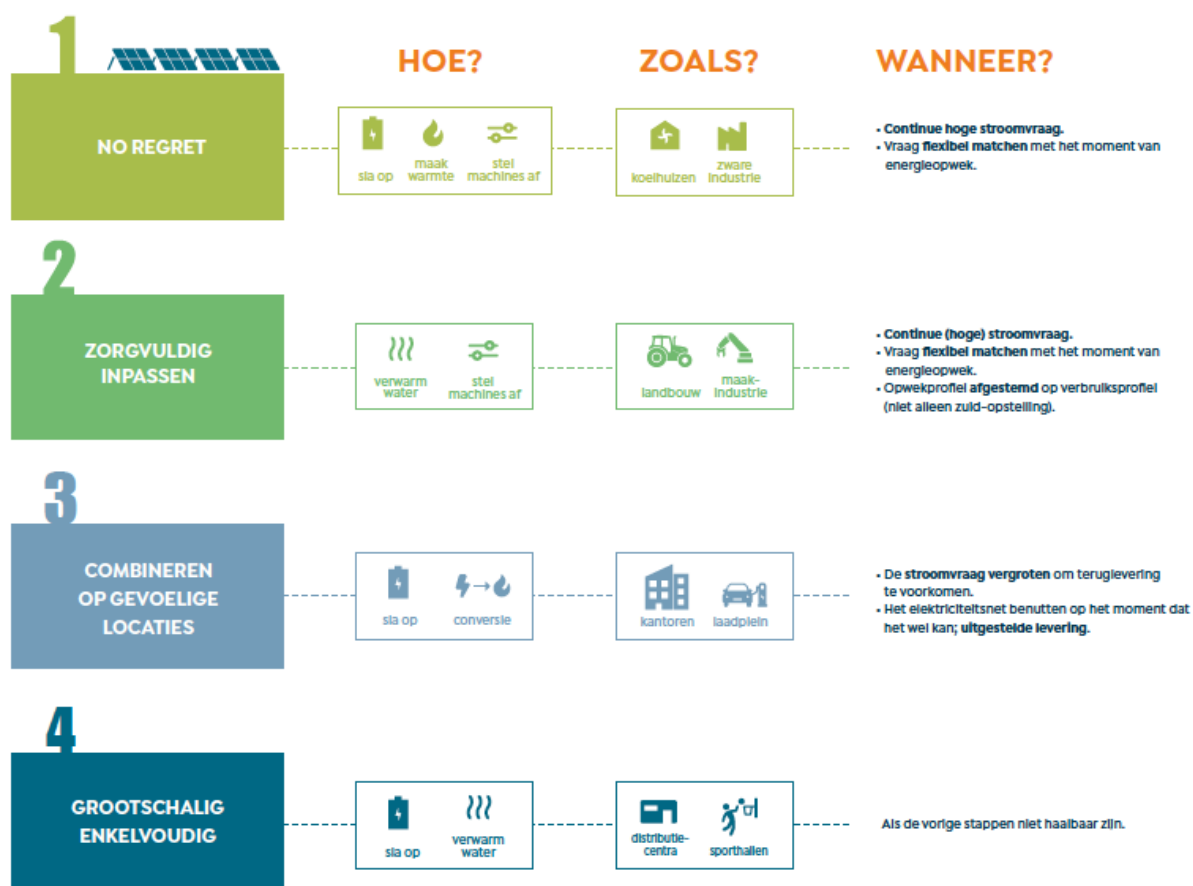 1
HOE?
ZOALS?
WANNEER?
NO REGRET
sla op
maak
warmte
stel
machines af
koelhuizen
zware
industrie
• Continue hoge stroomvraag.
• Vraag flexibel matchen met het moment van
energieopwek.
2
ZORGVULDIG
INPASSEN
verwarm
water
stel
machines af
landbouw
maak-
industrie
• Continue (hoge) stroomvraag.
• Vraag flexibel matchen met het moment van
energieopwek.
• Opwekprofiel afgestemd op verbruiksprofiel
(niet alleen zuid-opstelling).
3
COMBINEREN
OP GEVOELIGE
LOCATIES
sla op
conversie
kantoren
laadplein
• De stroomvraag vergroten om teruglevering
te voorkomen.
• Het elektriciteitsnet benutten op het moment dat
het wel kan; uitgestelde levering.
4
GROOTSCHALIG
ENKELVOUDIG
sla op
verwarm
water
distributie-
centra
sporthallen
Als de vorige stappen niet haalbaar zijn.